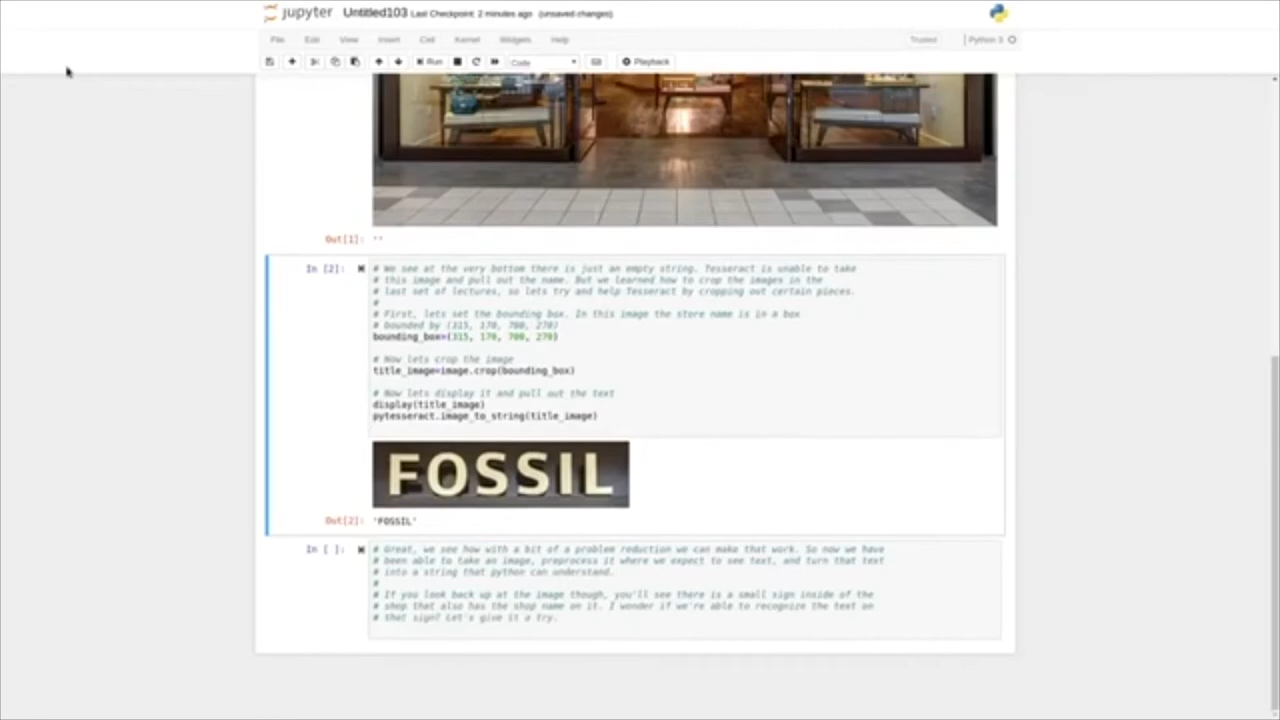 jupyter Untitled103 Last Checkpoint: 2 minutes ago (unsaved changes)
File Edit View Insert Cell Kernel Widgets Help Trusted Python 3
Run Code Playback
Out[1]: ''
In [2]: # We see at the very bottom there is just an empty string. Tesseract is unable to take
# this image and pull out the name. But we learned how to crop the images in the
# last set of lectures, so lets try and help Tesseract by cropping out certain pieces.
#
# First, lets set the bounding box. In this image the store name is in a box
# bounded by (315, 170, 700, 270)
bounding_box=(315, 170, 700, 270)
# Now lets crop the image
title_image=image.crop(bounding_box)
# Now lets display it and pull out the text
display(title_image)
pytesseract.image_to_string(title_image)
FOSSIL
Out[2]: 'FOSSIL'
In [ ]: # Great, we see how with a bit of a problem reduction we can make that work. So now we have
# been able to take an image, preprocess it where we expect to see text, and turn that text
# into a string that python can understand.
#
# If you look back up at the image though, you'll see there is a small sign inside of the
# shop that also has the shop name on it. I wonder if we're able to recognize the text on
# that sign? Let's give it a try.